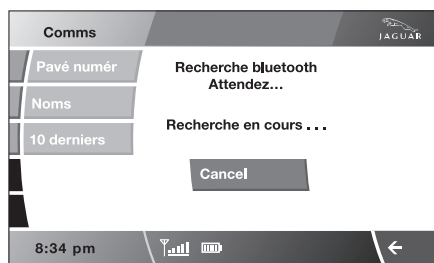 Comms
JAGUAR
Pavé numér
Noms
10 derniers
Recherche bluetooth
Attendez...
Recherche en cours ...
Cancel
8:34 pm